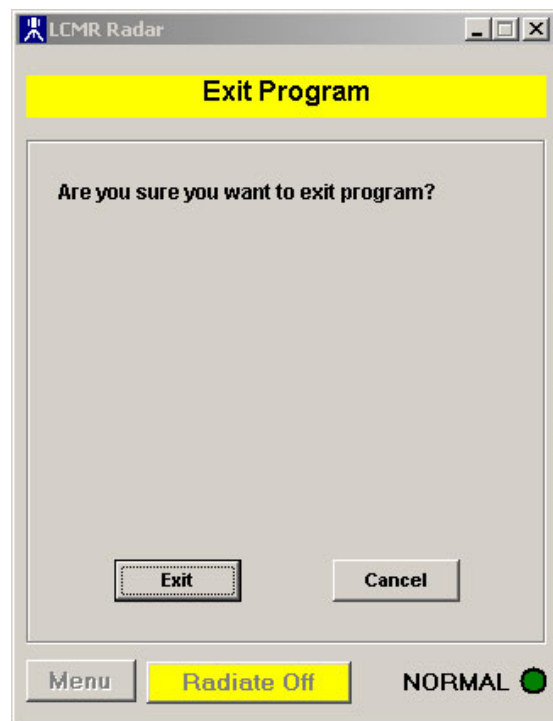 LCMR Radar
Exit Program
Are you sure you want to exit program?
Exit Cancel
Menu Radiate Off NORMAL